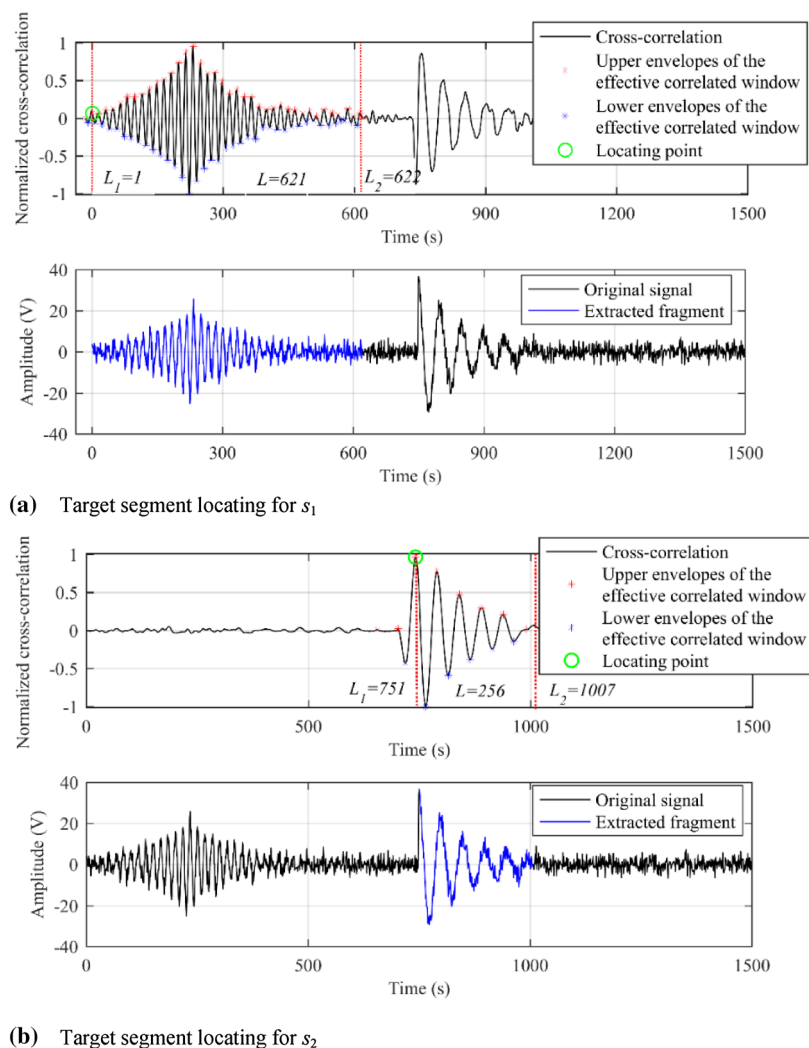 Normalized cross-correlation
1
0.5
0
-0.5
-1
L₁=1
L=621
L₂=622
Cross-correlation
Upper envelopes of the
effective correlated window
Lower envelopes of the
effective correlated window
Locating point
0
300
600
900
1200
1500
Time (s)
Amplitude (V)
40
20
0
-20
-40
Original signal
Extracted fragment
0
300
600
900
1200
1500
Time (s)
(a) Target segment locating for s₁
Normalized cross-correlation
1
0.5
0
-0.5
-1
L₁=751
L=256
L₂=1007
Cross-correlation
Upper envelopes of the
effective correlated window
Lower envelopes of the
effective correlated window
Locating point
0
500
1000
1500
Time (s)
Amplitude (V)
40
20
0
-20
-40
Original signal
Extracted fragment
0
500
1000
1500
Time (s)
(b) Target segment locating for s₂